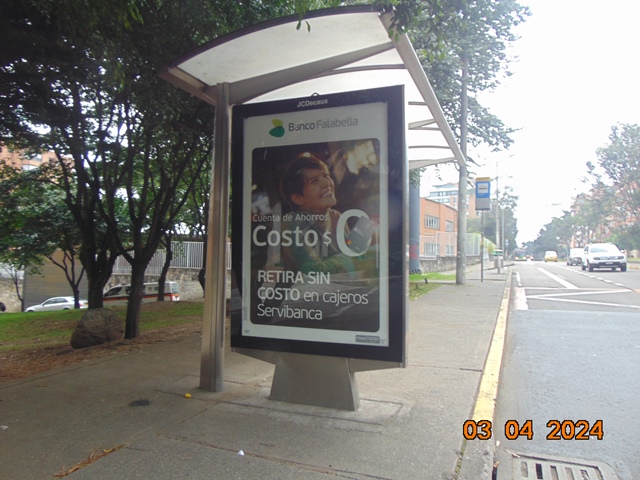 JCDecaux
Banco Falabella
Cuenta de Ahorros
Costo $0
RETIRA SIN
COSTO en cajeros
Servibanca
03 04 2024